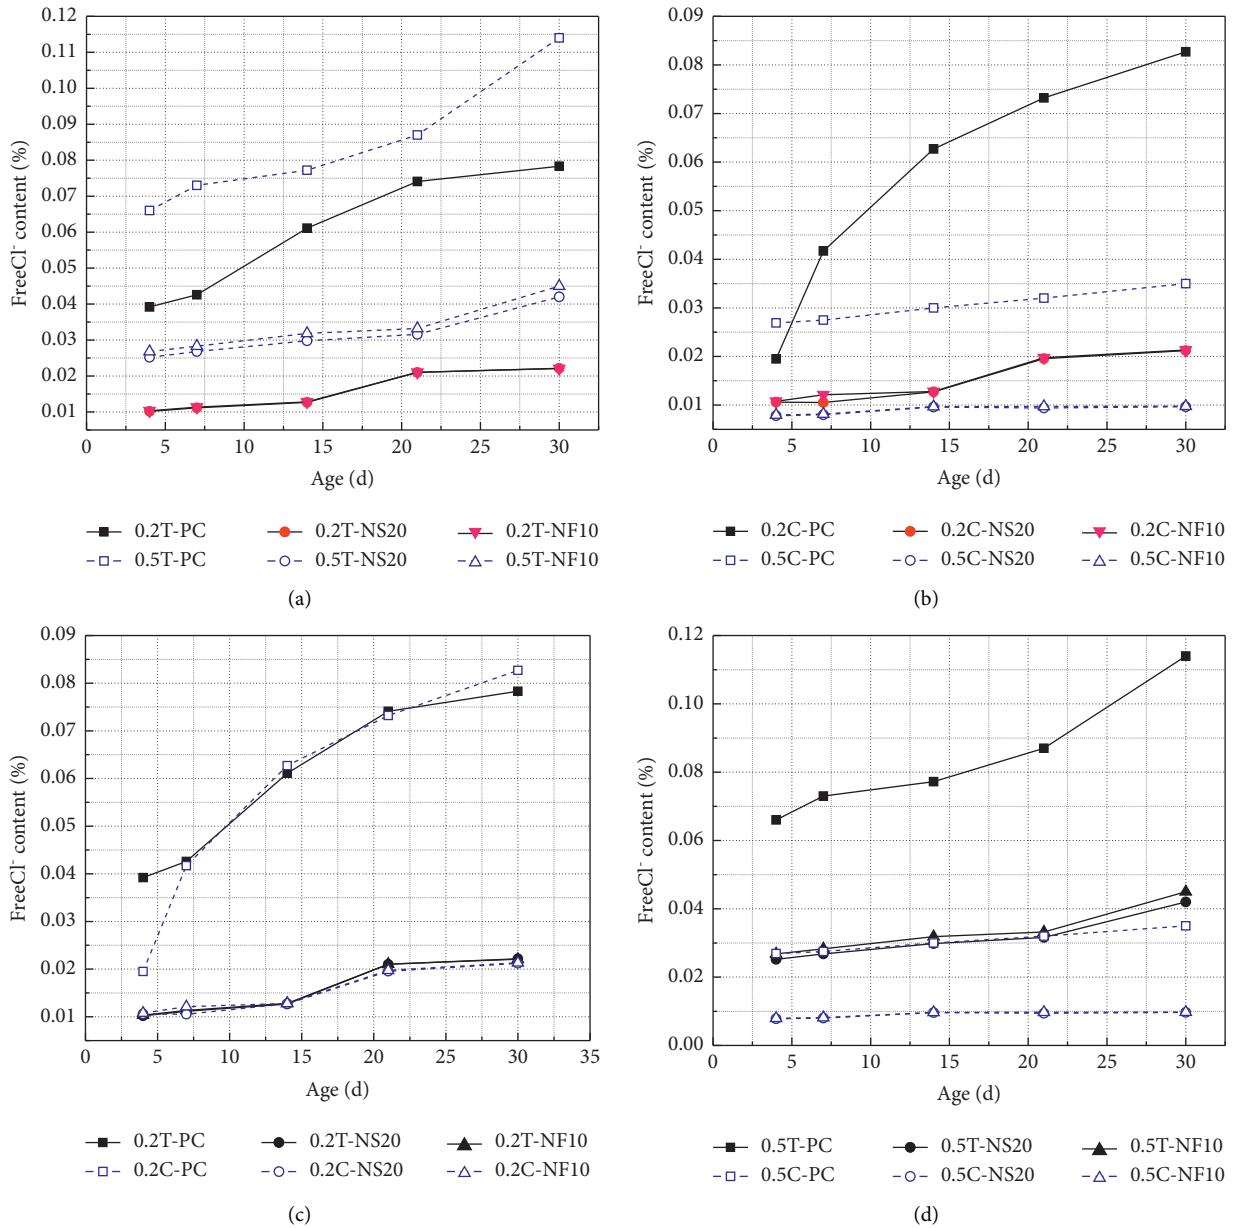 0.12
0.11
0.10
0.09
0.08
0.07
0.06
0.05
0.04
0.03
0.02
0.01
FreeCl⁻ content (%)
0 5 10 15 20 25 30
Age (d)
0.2T-PC 0.2T-NS20 0.2T-NF10
0.5T-PC 0.5T-NS20 0.5T-NF10
(a)
0.09
0.08
0.07
0.06
0.05
0.04
0.03
0.02
0.01
FreeCl⁻ content (%)
0 5 10 15 20 25 30
Age (d)
0.2C-PC 0.2C-NS20 0.2C-NF10
0.5C-PC 0.5C-NS20 0.5C-NF10
(b)
0.09
0.08
0.07
0.06
0.05
0.04
0.03
0.02
0.01
FreeCl⁻ content (%)
0 5 10 15 20 25 30 35
Age (d)
0.2T-PC 0.2T-NS20 0.2T-NF10
0.2C-PC 0.2C-NS20 0.2C-NF10
(c)
0.12
0.10
0.08
0.06
0.04
0.02
0.00
FreeCl⁻ content (%)
0 5 10 15 20 25 30
Age (d)
0.5T-PC 0.5T-NS20 0.5T-NF10
0.5C-PC 0.5C-NS20 0.5C-NF10
(d)